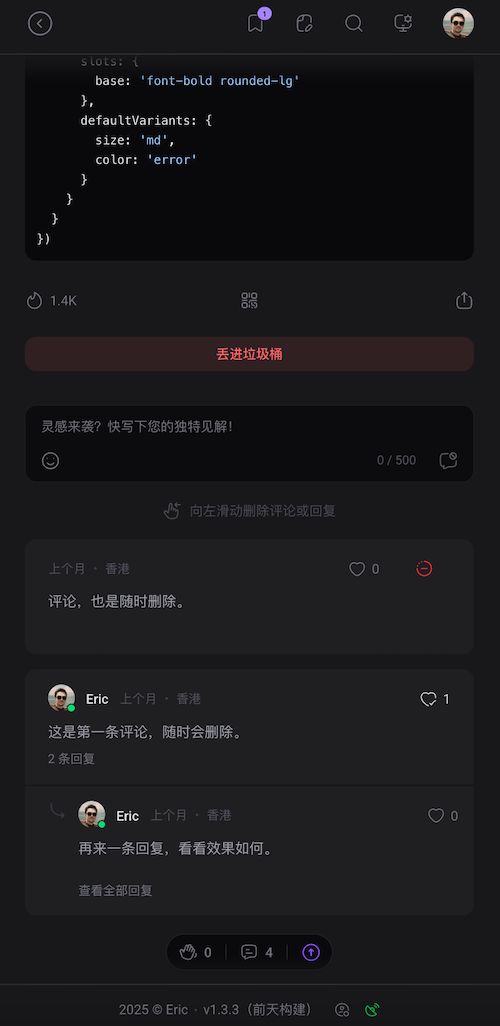 1
slots: {
base: 'font-bold rounded-lg'
},
defaultVariants: {
size: 'md',
color: 'error'
}
}
}
})
1.4K
丢进垃圾桶
灵感来袭？快写下您的独特见解！
0 / 500
向左滑动删除评论或回复
上个月 · 香港 0
评论，也是随时删除。
Eric 上个月 · 香港 1
这是第一条评论，随时会删除。
2 条回复
Eric 上个月 · 香港 0
再来一条回复，看看效果如何。
查看全部回复
0 4
2025 © Eric · v1.3.3（前天构建）